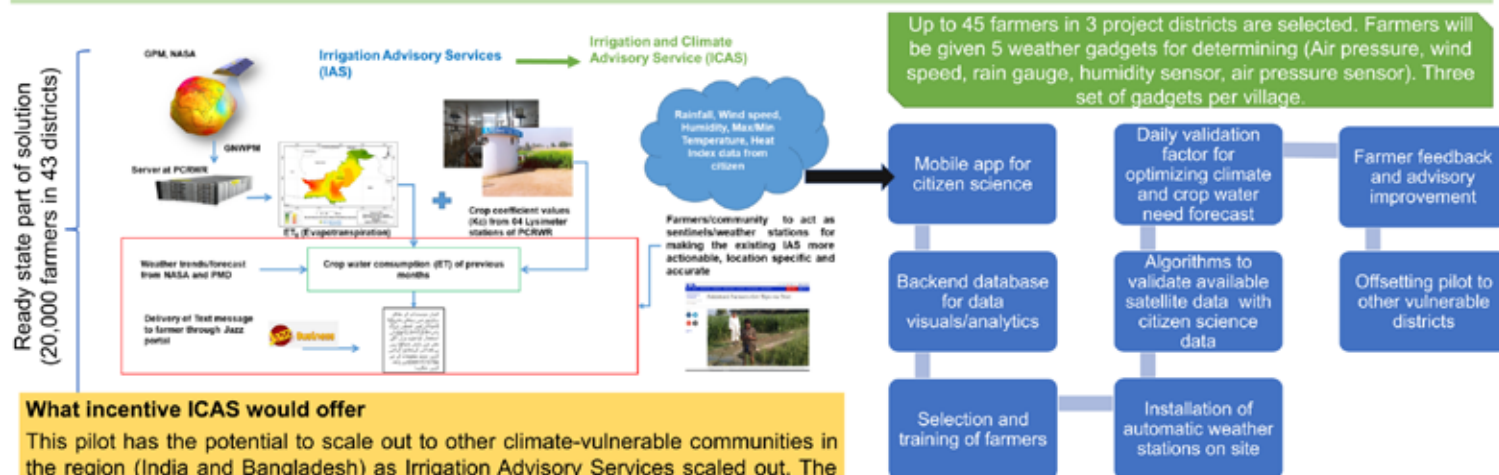 Ready state part of solution
(20,000 farmers in 43 districts)
GPM, NASA
Irrigation Advisory Services
(IAS)
Irrigation and Climate
Advisory Service (ICAS)
GNWPM
Server at PCRWR
ET₀ (Evapotranspiration)
Crop coefficient values
(Kc) from 04 Lysimeter
stations of PCRWR
Rainfall, Wind speed,
Humidity, Max/Min
Temperature, Heat
Index data from
citizen
Farmers/community to act as
sentinels/weather stations for
making the existing IAS more
actionable, location specific and
accurate
Weather trends/forecast
from NASA and PMD
Crop water consumption (ET) of previous
months
Delivery of Text message
to farmer through Jazz
portal
Business
Up to 45 farmers in 3 project districts are selected. Farmers will
be given 5 weather gadgets for determining (Air pressure, wind
speed, rain gauge, humidity sensor, air pressure sensor). Three
set of gadgets per village.
Mobile app for
citizen science
Backend database
for data
visuals/analytics
Selection and
training of farmers
Installation of
automatic weather
stations on site
Algorithms to
validate available
satellite data with
citizen science
data
Daily validation
factor for
optimizing climate
and crop water
need forecast
Farmer feedback
and advisory
improvement
Offsetting pilot to
other vulnerable
districts
What incentive ICAS would offer
This pilot has the potential to scale out to other climate-vulnerable communities in
the region (India and Bangladesh) as Irrigation Advisory Services scaled out. The